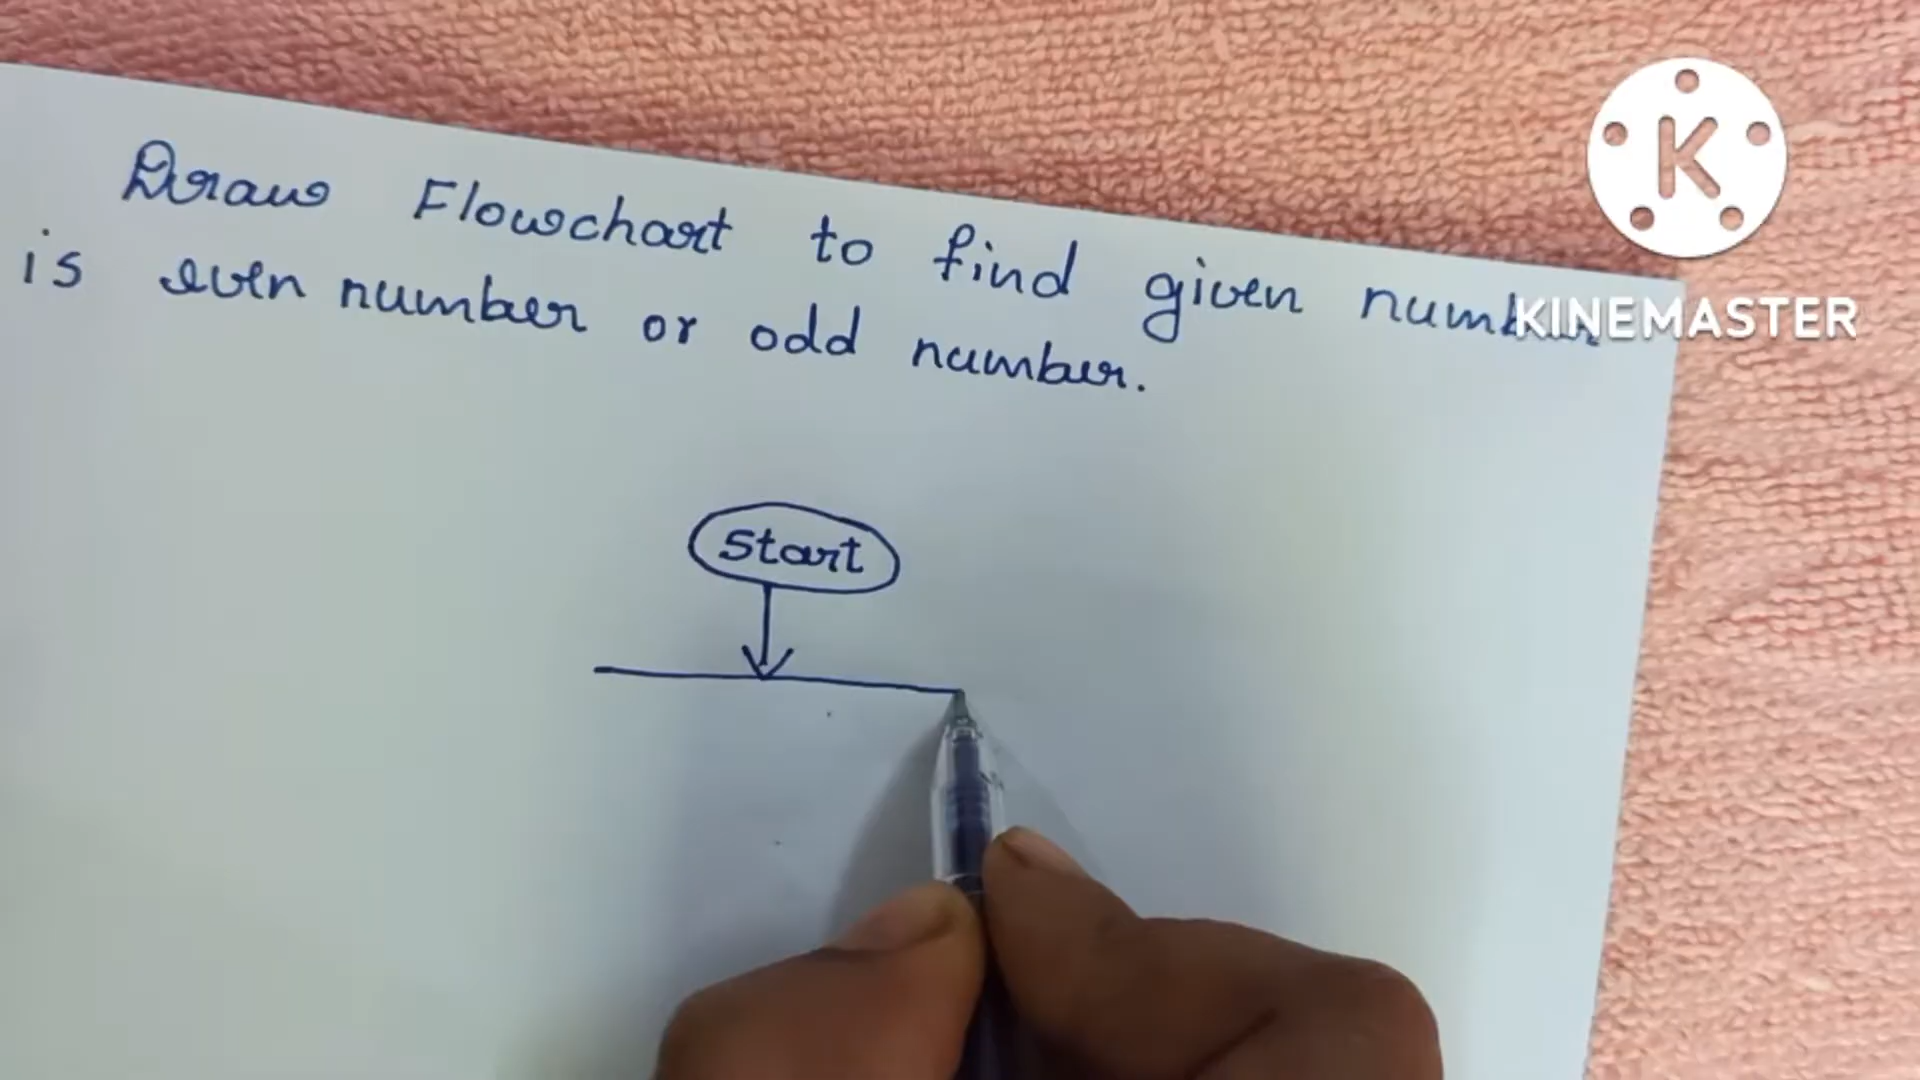 Draw Flowchart to find given number
is even number or odd number.
Start
K
KINEMASTER